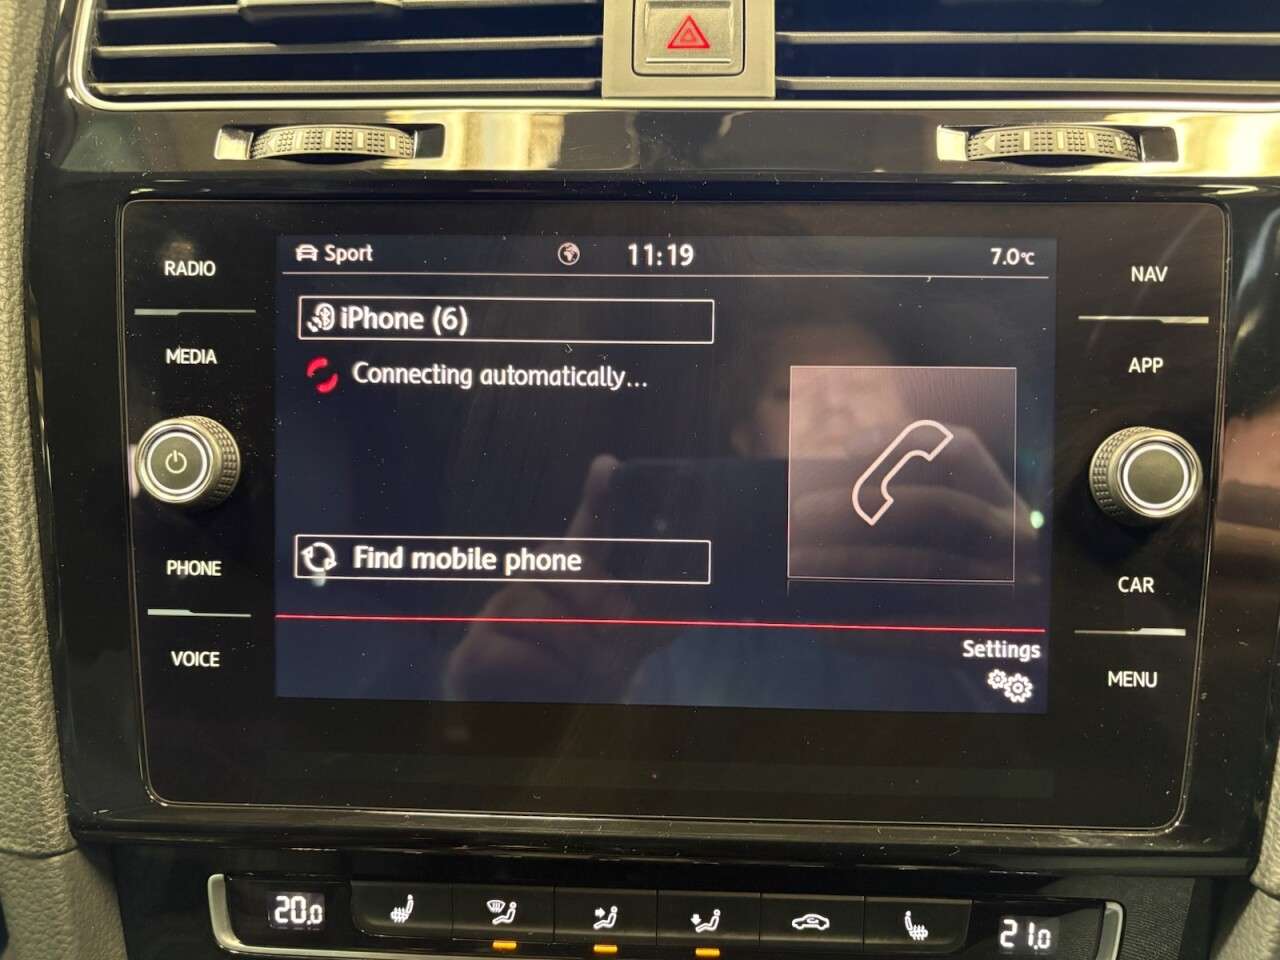 Sport 11:19 7.0°C
RADIO
MEDIA
PHONE
VOICE
iPhone (6)
Connecting automatically...
Find mobile phone
Settings
NAV
APP
CAR
MENU
20.0
21.0